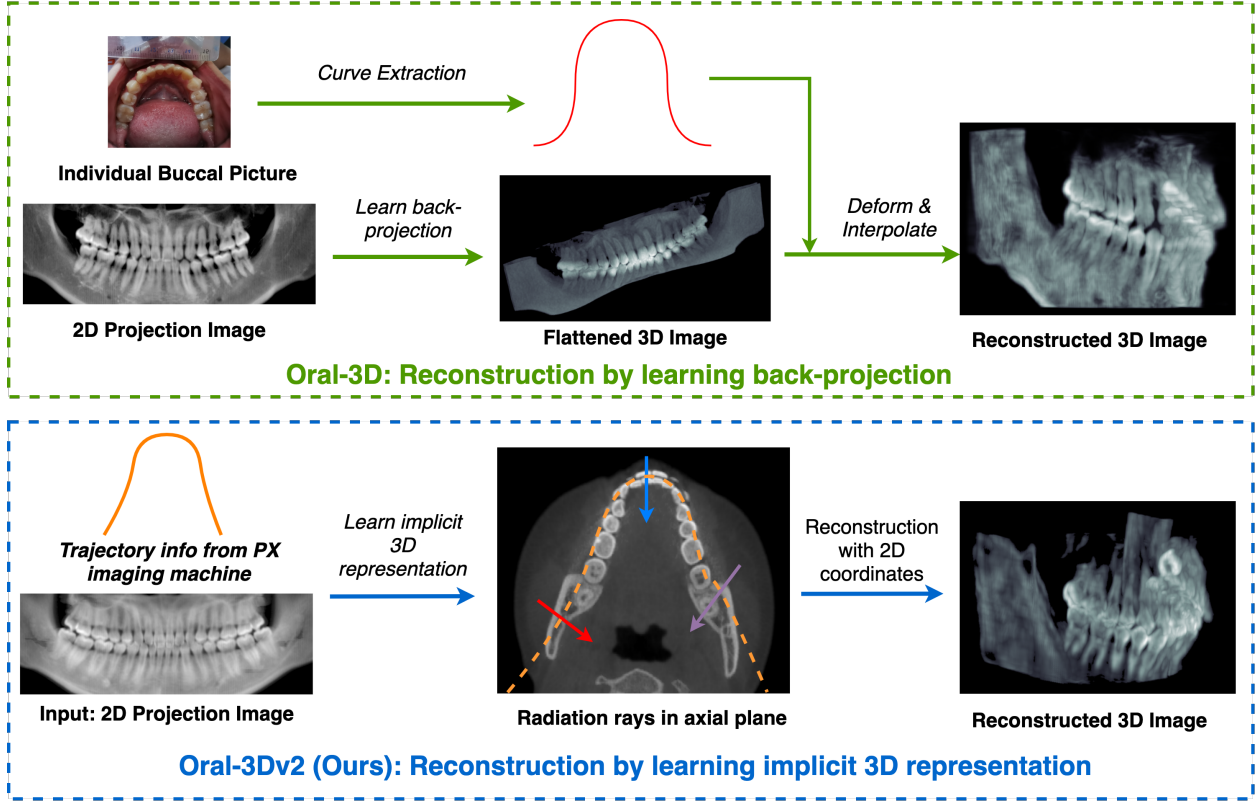 Curve Extraction
Individual Buccal Picture
Learn back-
projection
Deform &
Interpolate
2D Projection Image
Flattened 3D Image
Reconstructed 3D Image
Oral-3D: Reconstruction by learning back-projection
Trajectory info from PX
imaging machine
Learn implicit
3D
representation
Reconstruction
with 2D
coordinates
Input: 2D Projection Image
Radiation rays in axial plane
Reconstructed 3D Image
Oral-3Dv2 (Ours): Reconstruction by learning implicit 3D representation